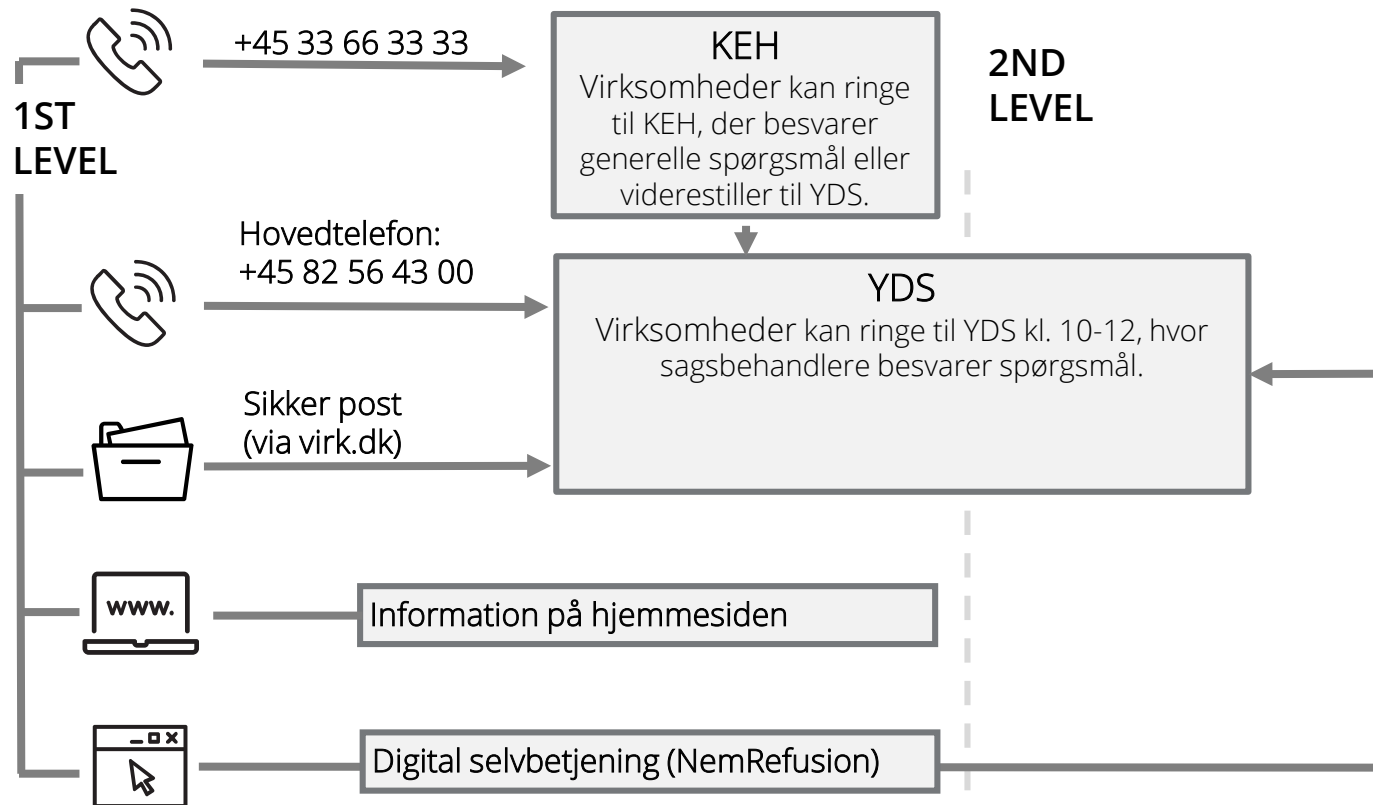 +45 33 66 33 33
KEH
Virksomheder kan ringe
til KEH, der besvarer
generelle spørgsmål eller
viderestiller til YDS.
2ND
LEVEL
1ST
LEVEL
Hovedtelefon:
+45 82 56 43 00
YDS
Virksomheder kan ringe til YDS kl. 10-12, hvor
sagsbehandlere besvarer spørgsmål.
Sikker post
(via virk.dk)
www.
Information på hjemmesiden
Digital selvbetjening (NemRefusion)